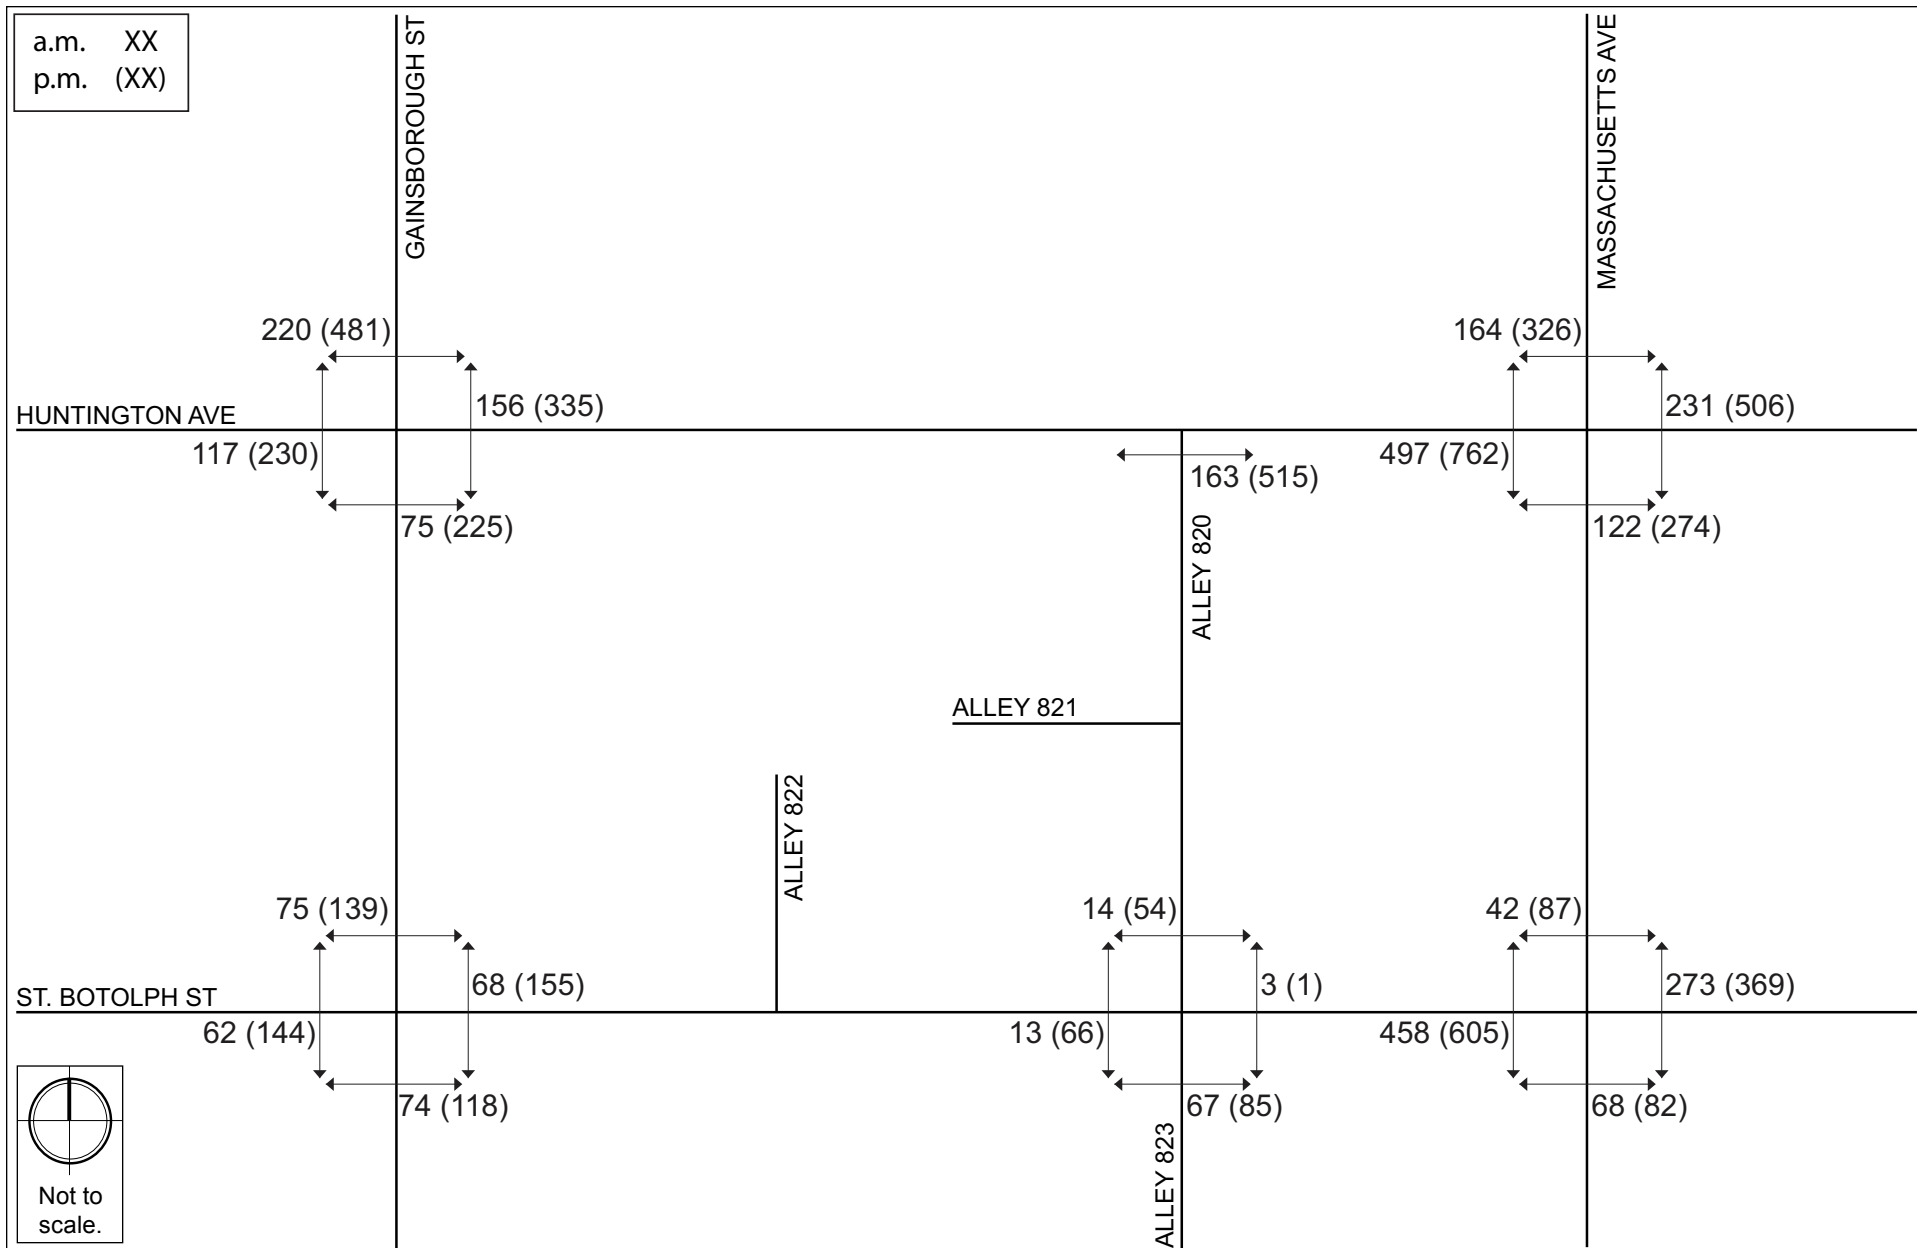 a.m. XX
p.m. (XX)
GAINSBOROUGH ST
MASSACHUSETTS AVE
220 (481)
164 (326)
156 (335)
231 (506)
HUNTINGTON AVE
117 (230)
497 (762)
163 (515)
75 (225)
122 (274)
ALLEY 820
ALLEY 821
ALLEY 822
75 (139)
14 (54)
42 (87)
68 (155)
3 (1)
273 (369)
ST. BOTOLPH ST
62 (144)
13 (66)
458 (605)
74 (118)
67 (85)
68 (82)
ALLEY 823
Not to
scale.